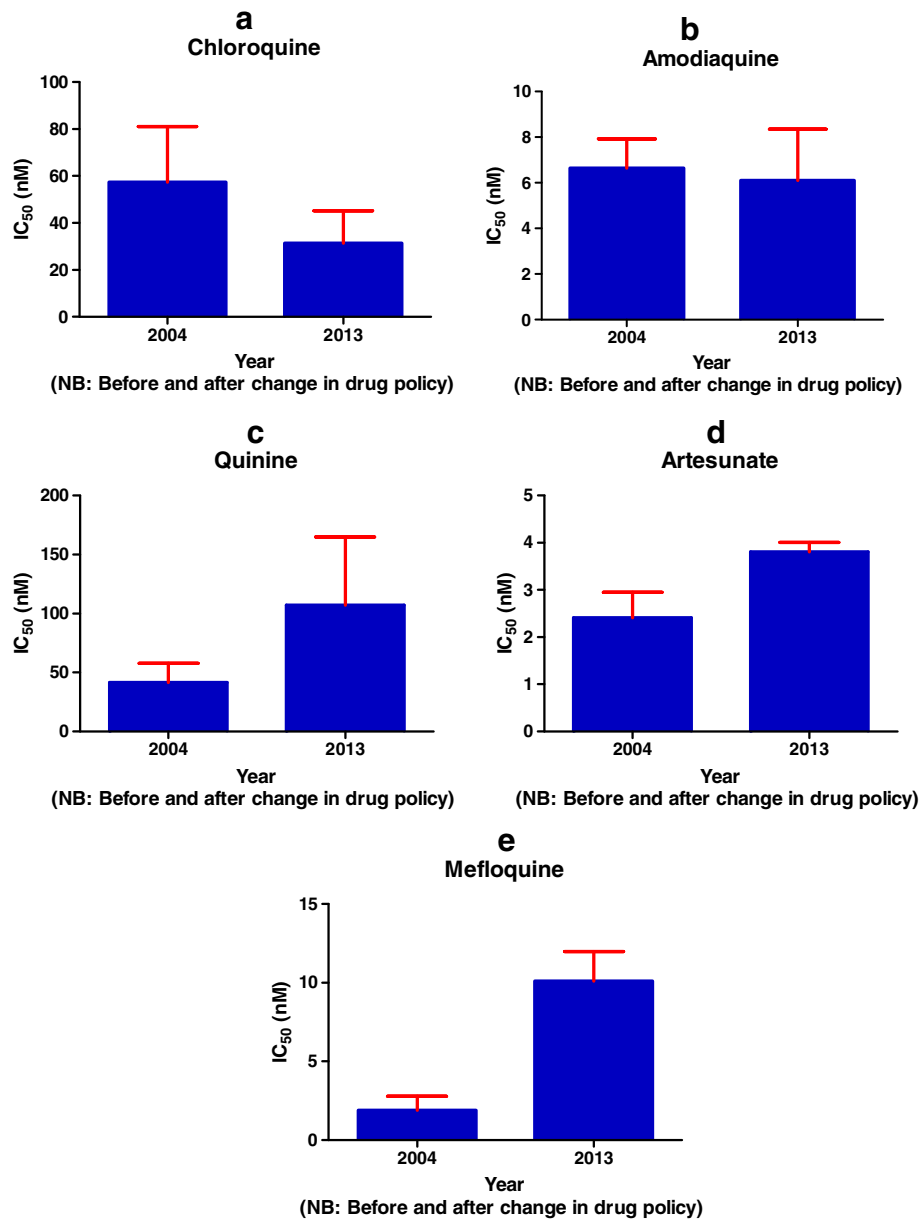 a
Chloroquine
100
80
60
40
20
0
IC50 (nM)
2004 2013
Year
(NB: Before and after change in drug policy)
b
Amodiaquine
10
8
6
4
2
0
IC50 (nM)
2004 2013
Year
(NB: Before and after change in drug policy)
c
Quinine
200
150
100
50
0
IC50 (nM)
2004 2013
Year
(NB: Before and after change in drug policy)
d
Artesunate
5
4
3
2
1
0
IC50 (nM)
2004 2013
Year
(NB: Before and after change in drug policy)
e
Mefloquine
15
10
5
0
IC50 (nM)
2004 2013
Year
(NB: Before and after change in drug policy)